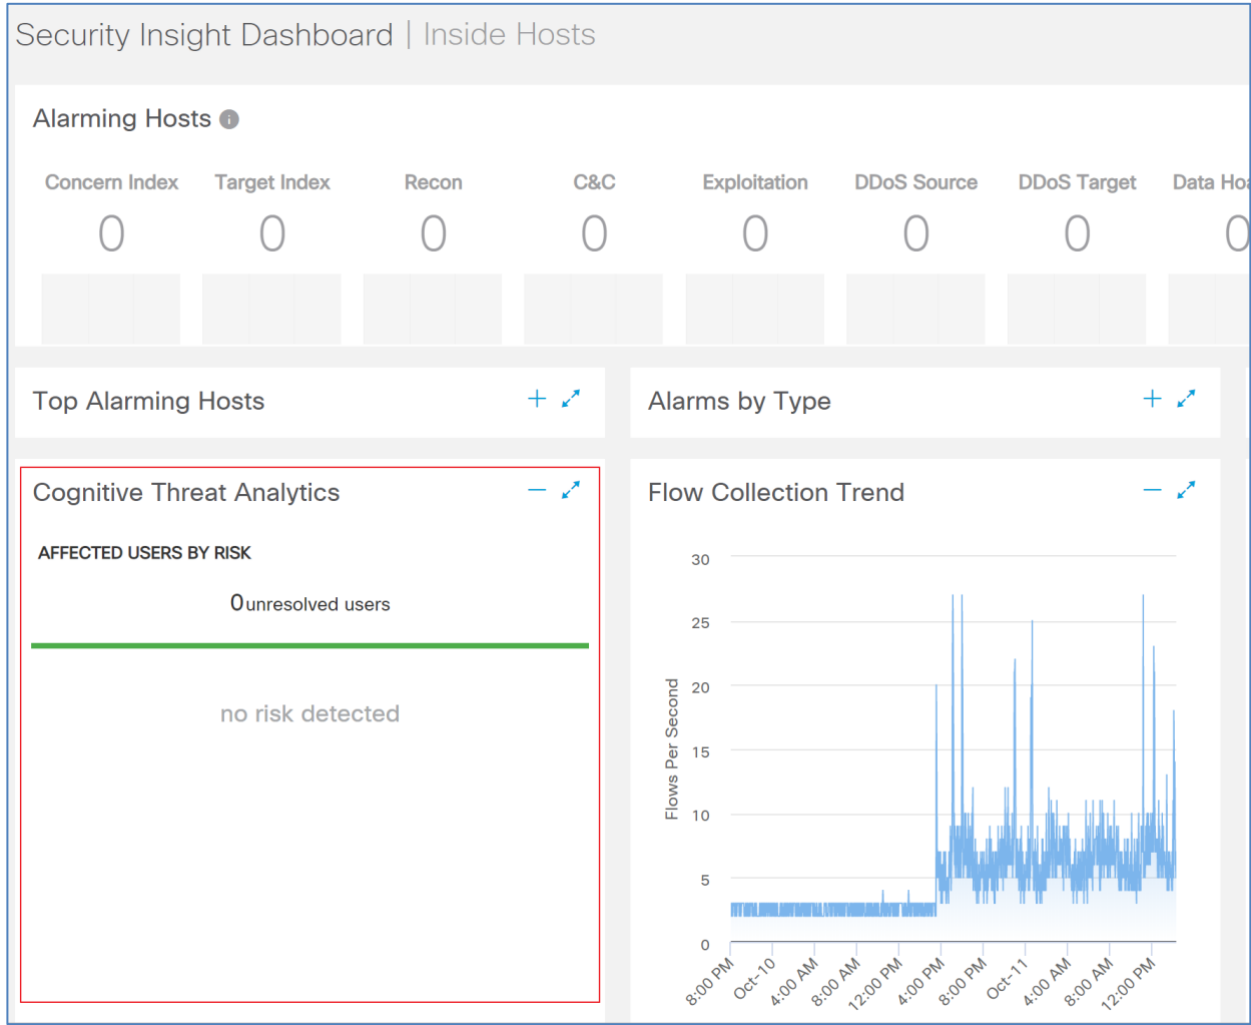 Security Insight Dashboard | Inside Hosts
Alarming Hosts
Concern Index Target Index Recon C&C Exploitation DDoS Source DDoS Target Data Hoa
0 0 0 0 0 0 0 0
Top Alarming Hosts
Alarms by Type
Cognitive Threat Analytics
AFFECTED USERS BY RISK
0 unresolved users
no risk detected
Flow Collection Trend
Flows Per Second
30
25
20
15
10
5
0
8:00 PM Oct-10 4:00 AM 8:00 AM 12:00 PM 4:00 PM 8:00 PM Oct-11 4:00 AM 8:00 AM 12:00 PM